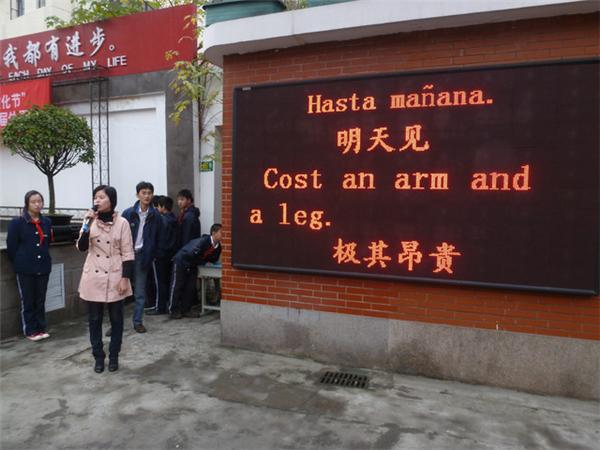 我都有进步。
EACH DAY OF MY LIFE
化节
Hasta mañana.
明天见
Cost an arm and
a leg.
极其昂贵